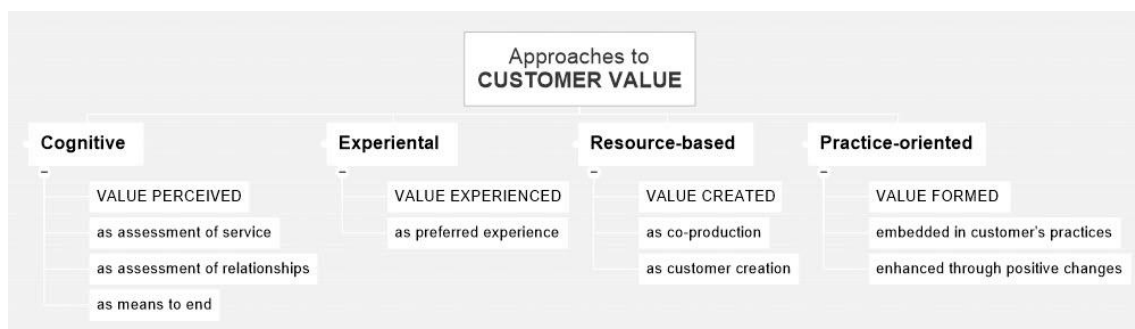 Approaches to
CUSTOMER VALUE
Cognitive
VALUE PERCEIVED
as assessment of service
as assessment of relationships
as means to end
Experiental
VALUE EXPERIENCED
as preferred experience
Resource-based
VALUE CREATED
as co-production
as customer creation
Practice-oriented
VALUE FORMED
embedded in customer's practices
enhanced through positive changes